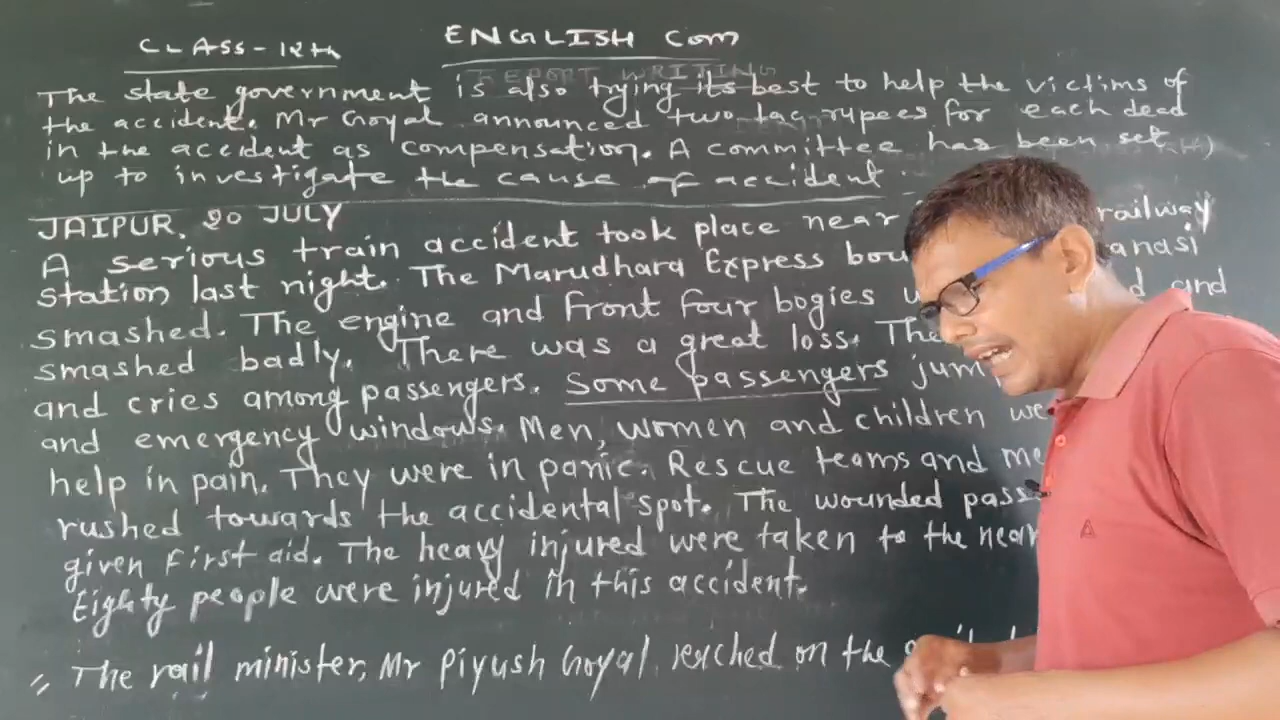 CLASS-12th ENGLISH Com
REPORT WRITING
The state government is also trying its best to help the victims of
the accident. Mr Goyal announced two lac rupees for each dead
in the accident as compensation. A committee has been set
up to investigate the cause of accident.
JAIPUR, 20 JULY
A serious train accident took place near railway
station last night. The Marudhara Express anasi
smashed. The engine and front four bogies and
smashed badly. There was a great loss.
and cries among passengers. Some passengers
and emergency windows. Men, women and children
help in pain. They were in panic. Rescue teams and
rushed towards the accidental spot. The wounded
given first aid. The heavy injured were taken to the
Eighty people were injured in this accident.
The rail minister, Mr Piyush Goyal reached on the